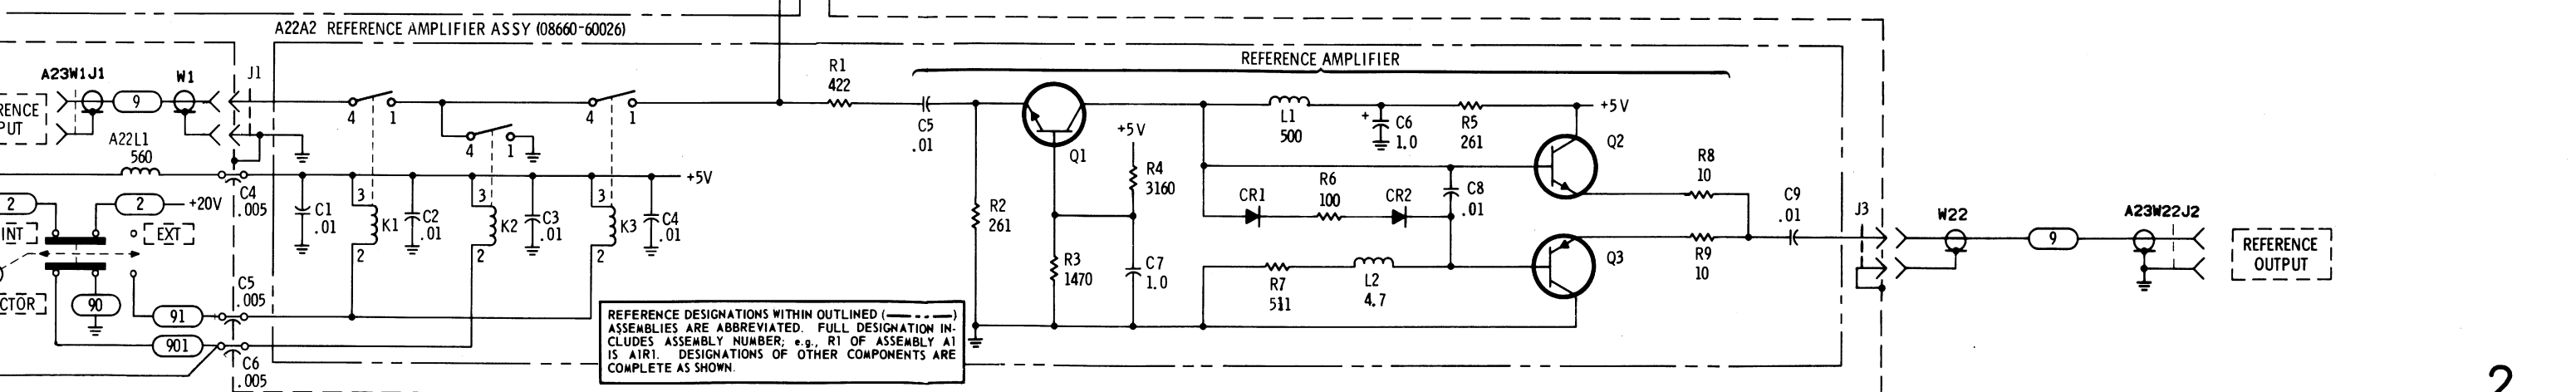 A22A2 REFERENCE AMPLIFIER ASSY (08660-60026)
REFERENCE AMPLIFIER
A23W1J1
W1
J1
RENCE
PUT
9
4
1
4
1
4
1
R1
422
C5
.01
A22L1
560
C4
.005
+5V
2
2
+20V
INT
EXT
CTOR
90
91
901
C5
.005
C6
.005
C1
.01
3
K1
2
C2
.01
3
K2
2
C3
.01
3
K3
2
C4
.01
R2
261
Q1
+5V
R4
3160
R3
1470
C7
1.0
L1
500
+
C6
1.0
R5
261
+5V
Q2
CR1
R6
100
CR2
C8
.01
R7
511
L2
4.7
Q3
R8
10
R9
10
C9
.01
J3
W22
9
A23W22J2
REFERENCE
OUTPUT
REFERENCE DESIGNATIONS WITHIN OUTLINED (
)
ASSEMBLIES ARE ABBREVIATED. FULL DESIGNATION IN-
CLUDES ASSEMBLY NUMBER; e.g., R1 OF ASSEMBLY A1
IS A1R1. DESIGNATIONS OF OTHER COMPONENTS ARE
COMPLETE AS SHOWN.
2